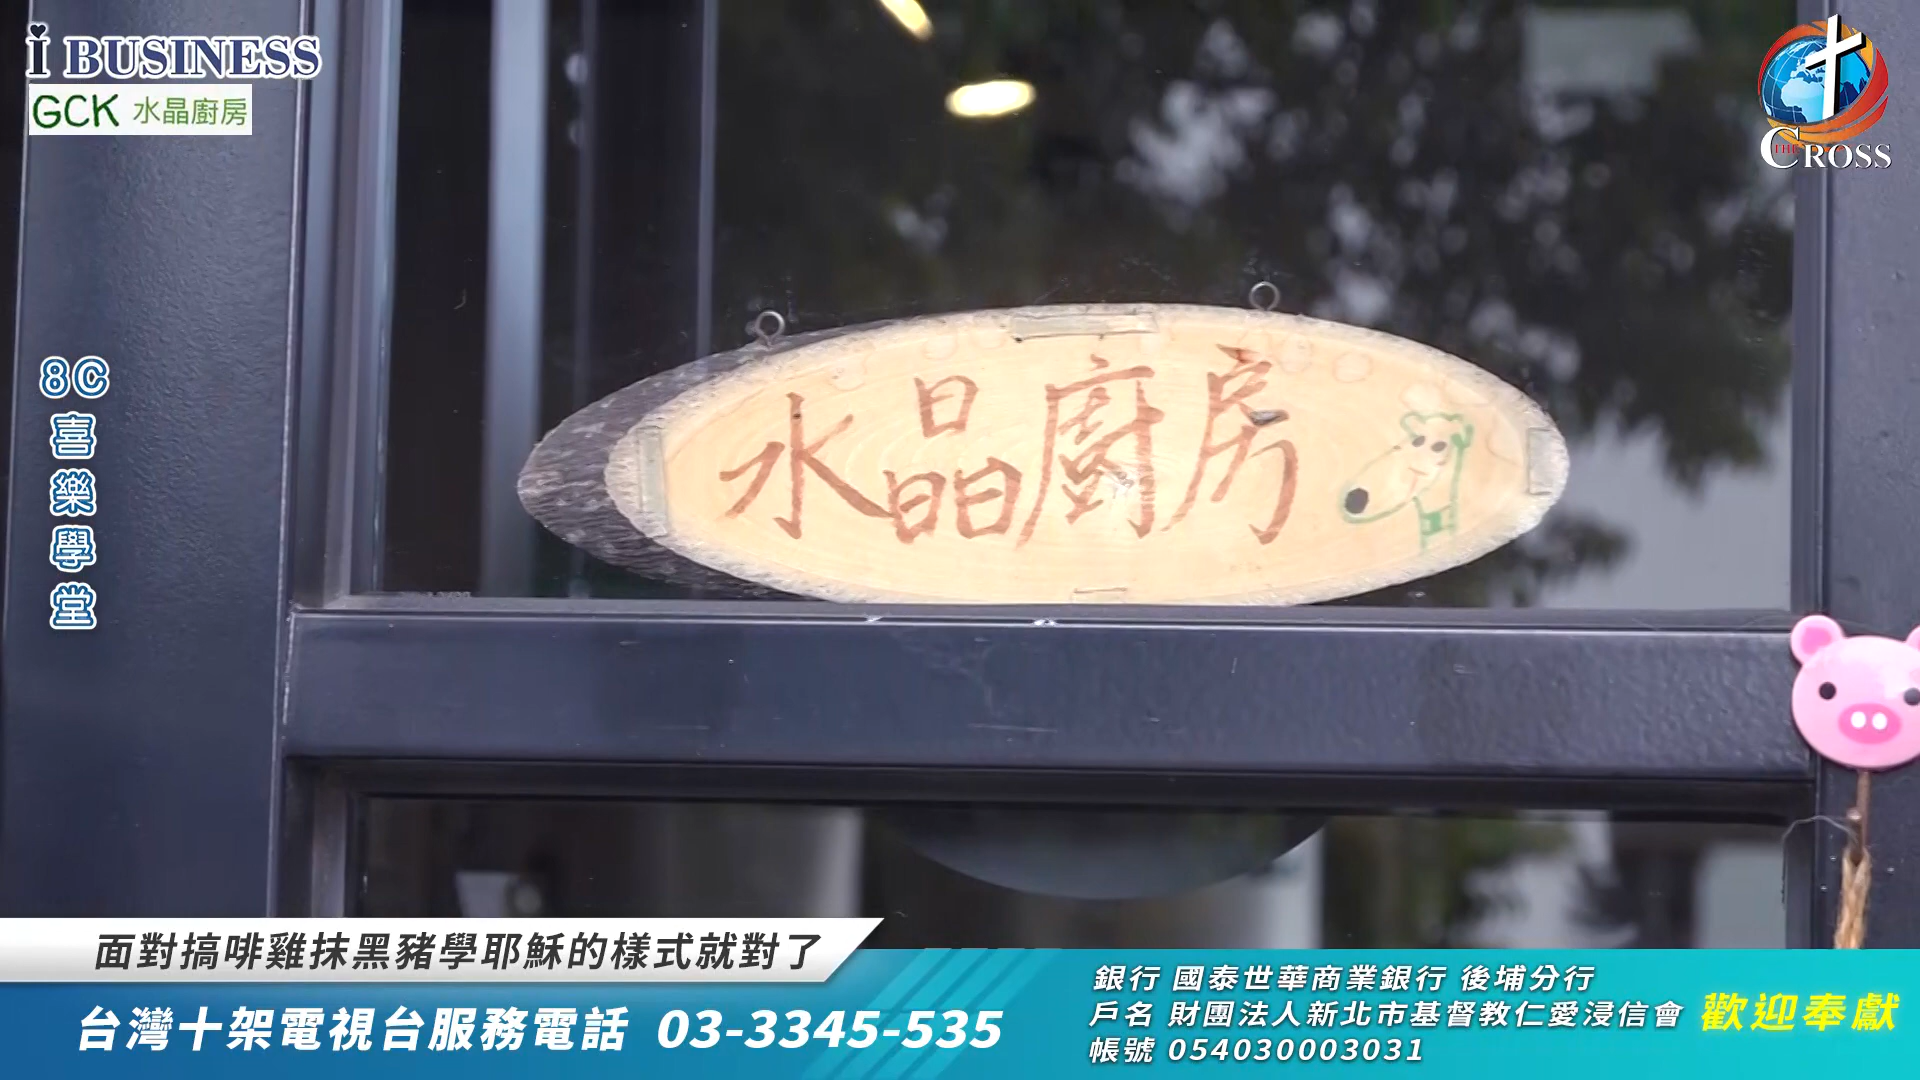 i BUSINESS
GCK 水晶廚房
THE CROSS
8C喜樂學堂
水晶廚房
面對搞啡雞抹黑豬學耶穌的樣式就對了
台灣十架電視台服務電話 03-3345-535
銀行 國泰世華商業銀行 後埔分行
戶名 財團法人新北市基督教仁愛浸信會
帳號 054030003031
歡迎奉獻